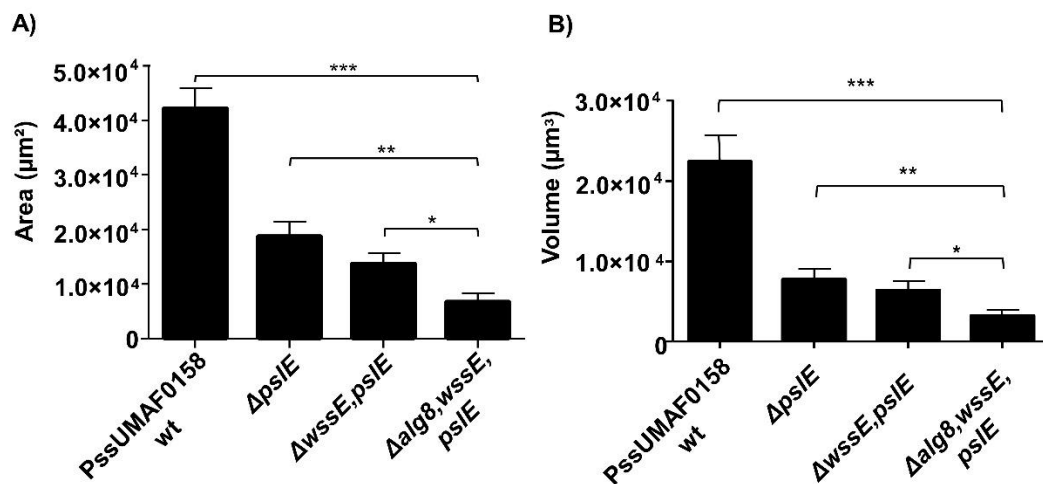 A)
Area (μm²)
5.0×10⁴
4.0×10⁴
3.0×10⁴
2.0×10⁴
1.0×10⁴
0
***
**
*
PssUMAF0158
wt
ΔpslE
ΔwssE,pslE
Δalg8,wssE,
pslE
B)
Volume (μm³)
3.0×10⁴
2.0×10⁴
1.0×10⁴
0
***
**
*
PssUMAF0158
wt
ΔpslE
ΔwssE,pslE
Δalg8,wssE,
pslE